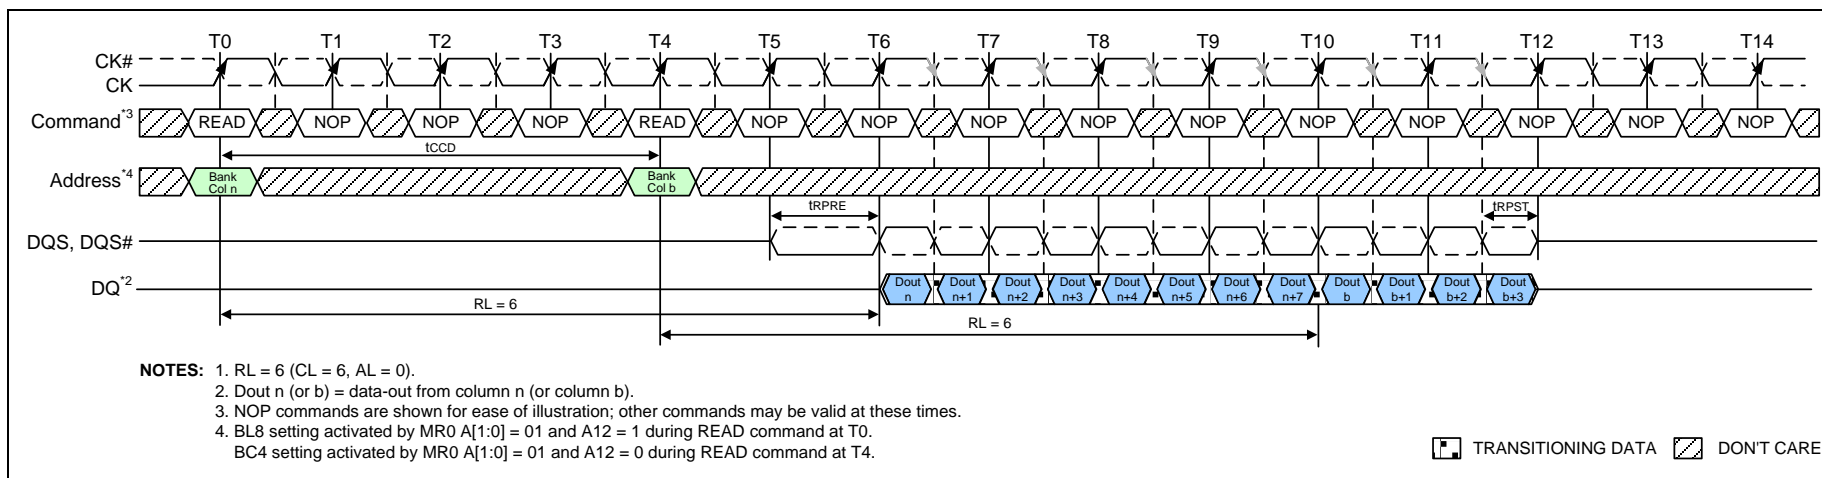 T0 T1 T2 T3 T4 T5 T6 T7 T8 T9 T10 T11 T12 T13 T14
CK#
CK
Command*3 READ NOP NOP NOP READ NOP NOP NOP NOP NOP NOP NOP NOP NOP NOP
tCCD
Address*4 Bank Col n Bank Col b
tRPRE tRPST
DQS, DQS#
DQ*2 Dout n Dout n+1 Dout n+2 Dout n+3 Dout n+4 Dout n+5 Dout n+6 Dout n+7 Dout b Dout b+1 Dout b+2 Dout b+3
RL = 6
RL = 6
NOTES: 1. RL = 6 (CL = 6, AL = 0).
2. Dout n (or b) = data-out from column n (or column b).
3. NOP commands are shown for ease of illustration; other commands may be valid at these times.
4. BL8 setting activated by MR0 A[1:0] = 01 and A12 = 1 during READ command at T0.
BC4 setting activated by MR0 A[1:0] = 01 and A12 = 0 during READ command at T4.
TRANSITIONING DATA DON'T CARE